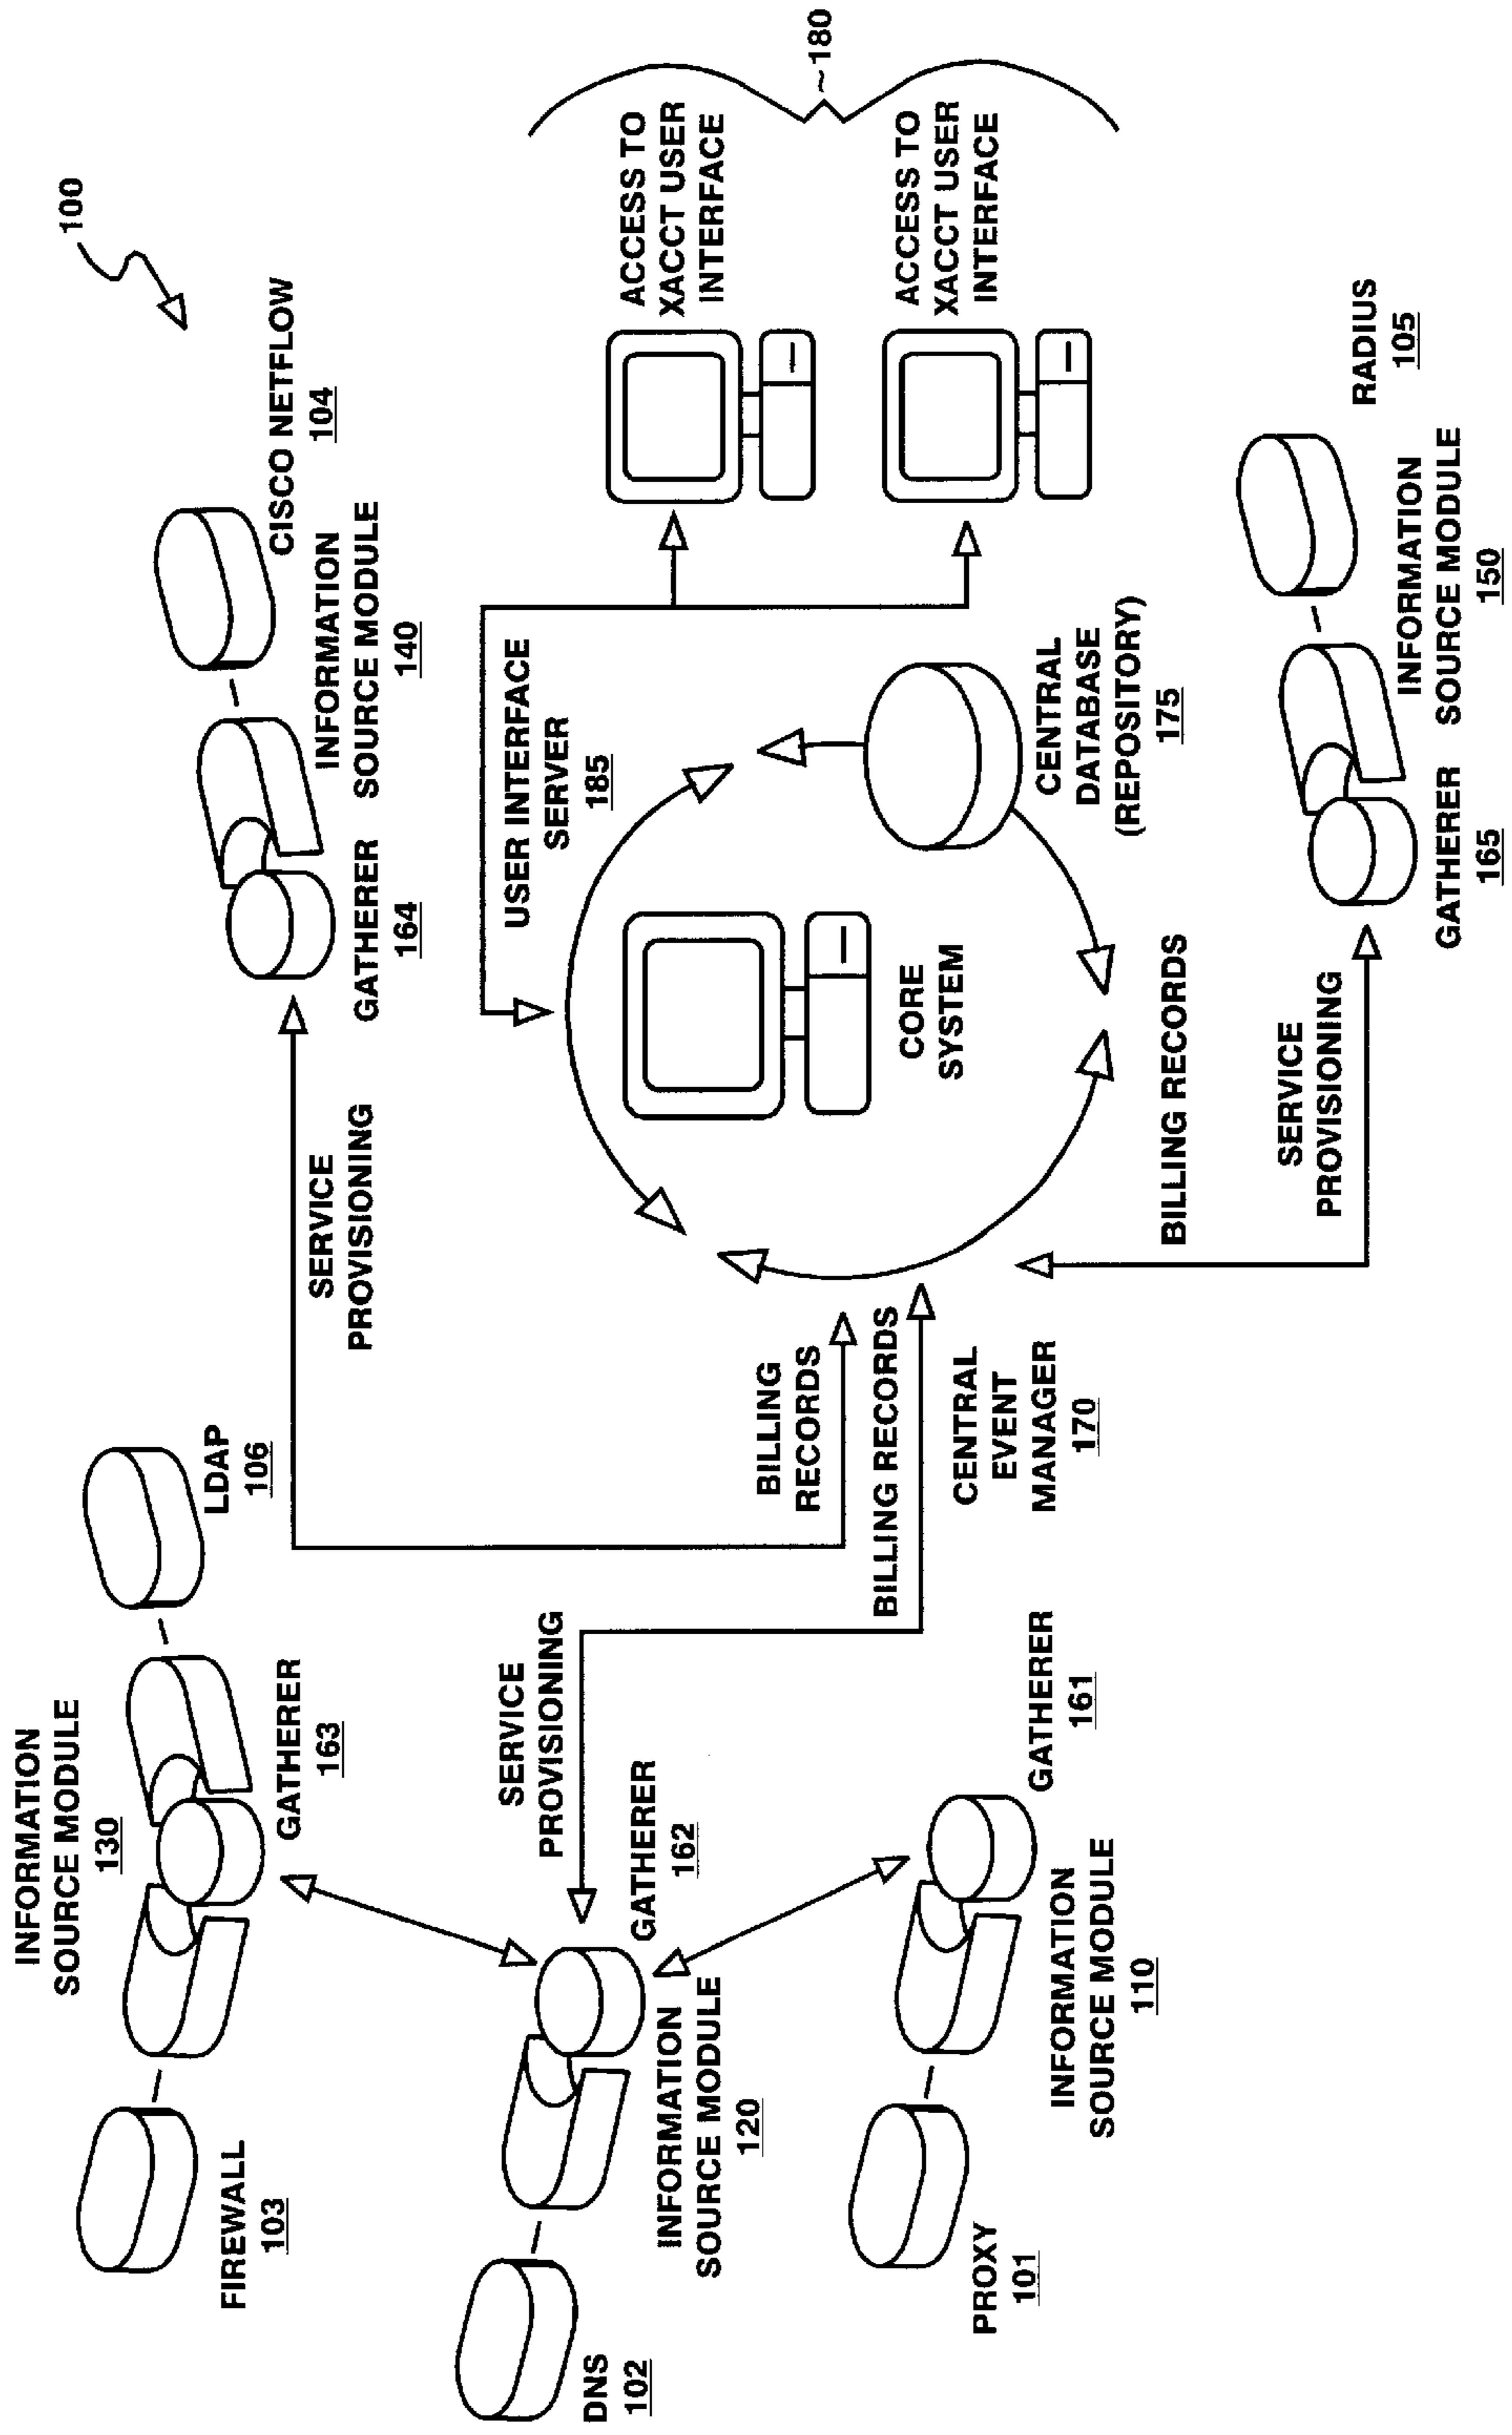 100
INFORMATION
SOURCE MODULE
130
LDAP
106
CISCO NETFLOW
104
FIREWALL
103
GATHERER
163
INFORMATION
SOURCE MODULE
140
GATHERER
164
SERVICE
PROVISIONING
SERVICE
PROVISIONING
USER INTERFACE
SERVER
185
ACCESS TO
XACCT USER
INTERFACE
~180
ACCESS TO
XACCT USER
INTERFACE
DNS
102
GATHERER
162
INFORMATION
SOURCE MODULE
120
BILLING
RECORDS
BILLING RECORDS
CORE
SYSTEM
CENTRAL
DATABASE
(REPOSITORY)
175
CENTRAL
EVENT
MANAGER
170
BILLING RECORDS
PROXY
101
GATHERER
161
INFORMATION
SOURCE MODULE
110
SERVICE
PROVISIONING
RADIUS
105
INFORMATION
SOURCE MODULE
150
GATHERER
165